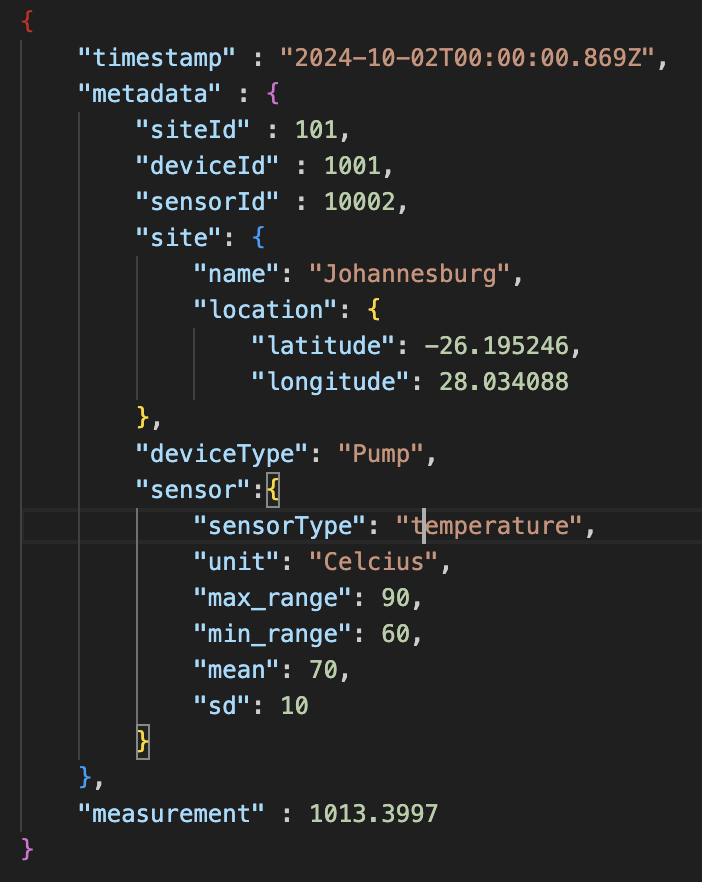 {
    "timestamp" : "2024-10-02T00:00:00.869Z",
    "metadata" : {
        "siteId" : 101,
        "deviceId" : 1001,
        "sensorId" : 10002,
        "site": {
            "name": "Johannesburg",
            "location": {
                "latitude": -26.195246,
                "longitude": 28.034088
        },
        "deviceType": "Pump",
        "sensor":{
            "sensorType": "temperature",
            "unit": "Celcius",
            "max_range": 90,
            "min_range": 60,
            "mean": 70,
            "sd": 10
        }
    },
    "measurement" : 1013.3997
}